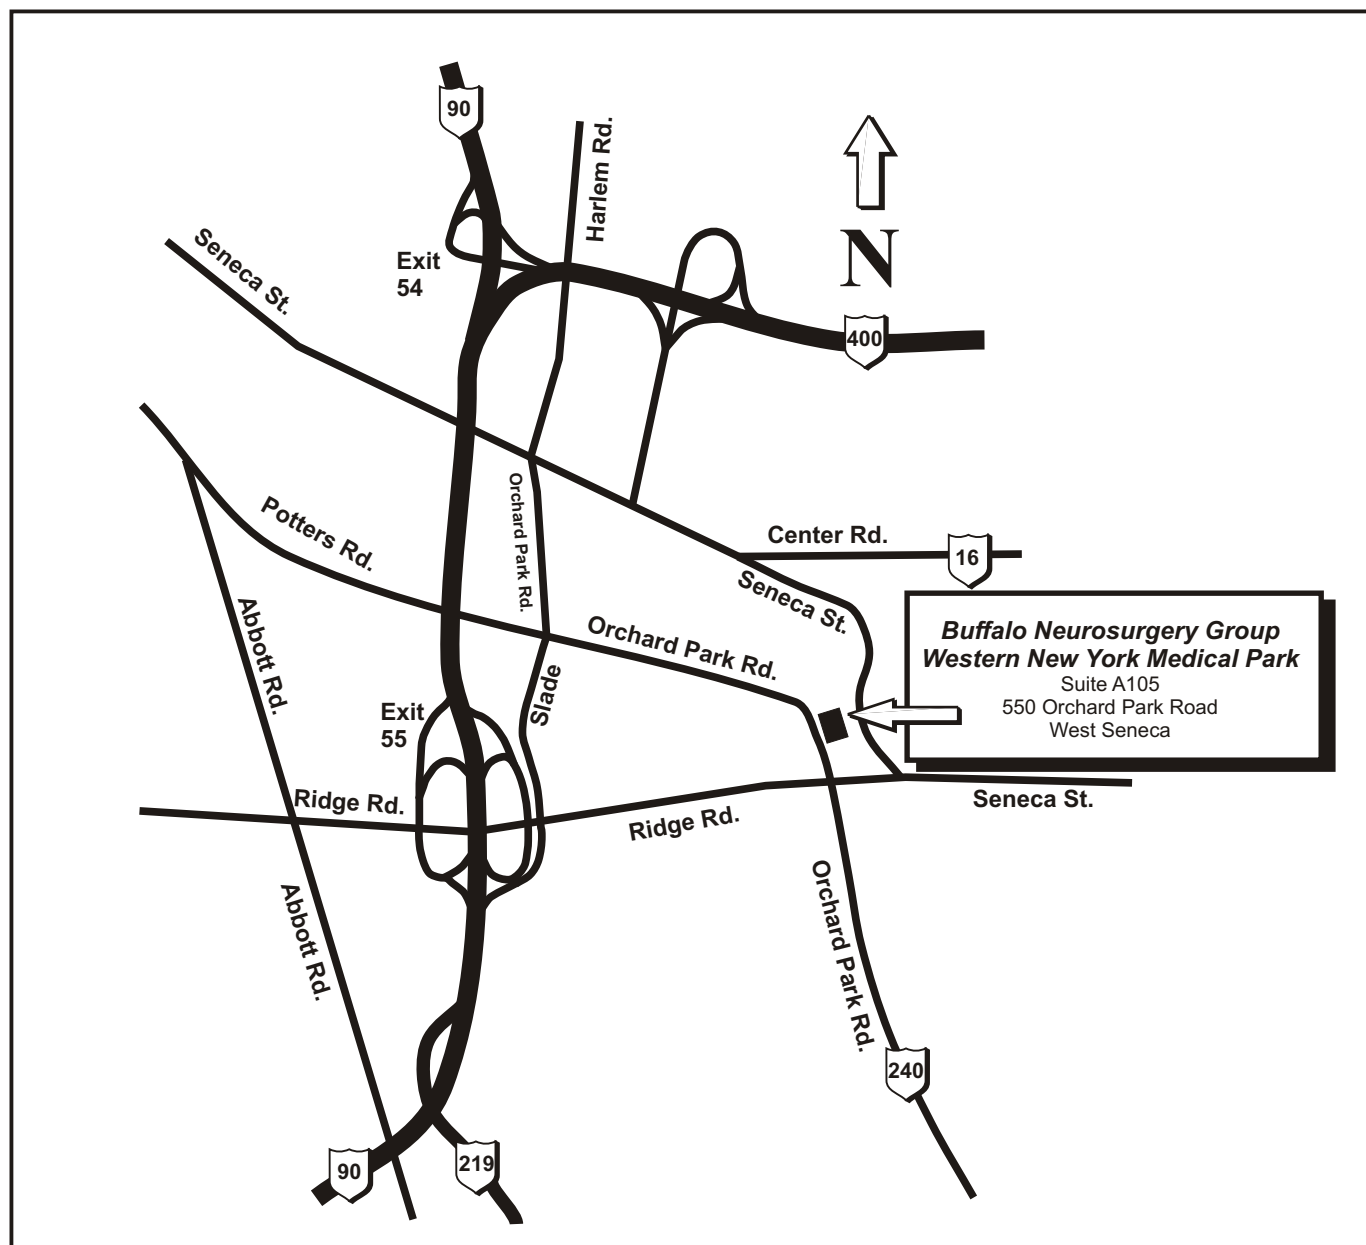 90
Harlem Rd.
N
Seneca St.
Exit
54
400
Orchard Park Rd.
Potters Rd.
Center Rd.
16
Seneca St.
Abbott Rd.
Orchard Park Rd.
Buffalo Neurosurgery Group
Western New York Medical Park
Suite A105
550 Orchard Park Road
West Seneca
Slade
Exit
55
Ridge Rd.
Ridge Rd.
Seneca St.
Abbott Rd.
Orchard Park Rd.
240
90
219